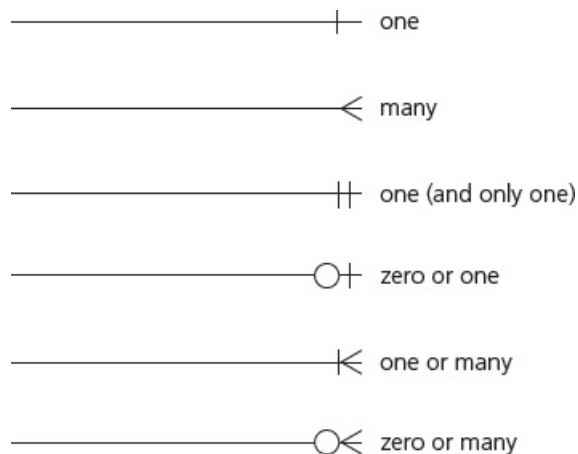 one
many
one (and only one)
zero or one
one or many
zero or many